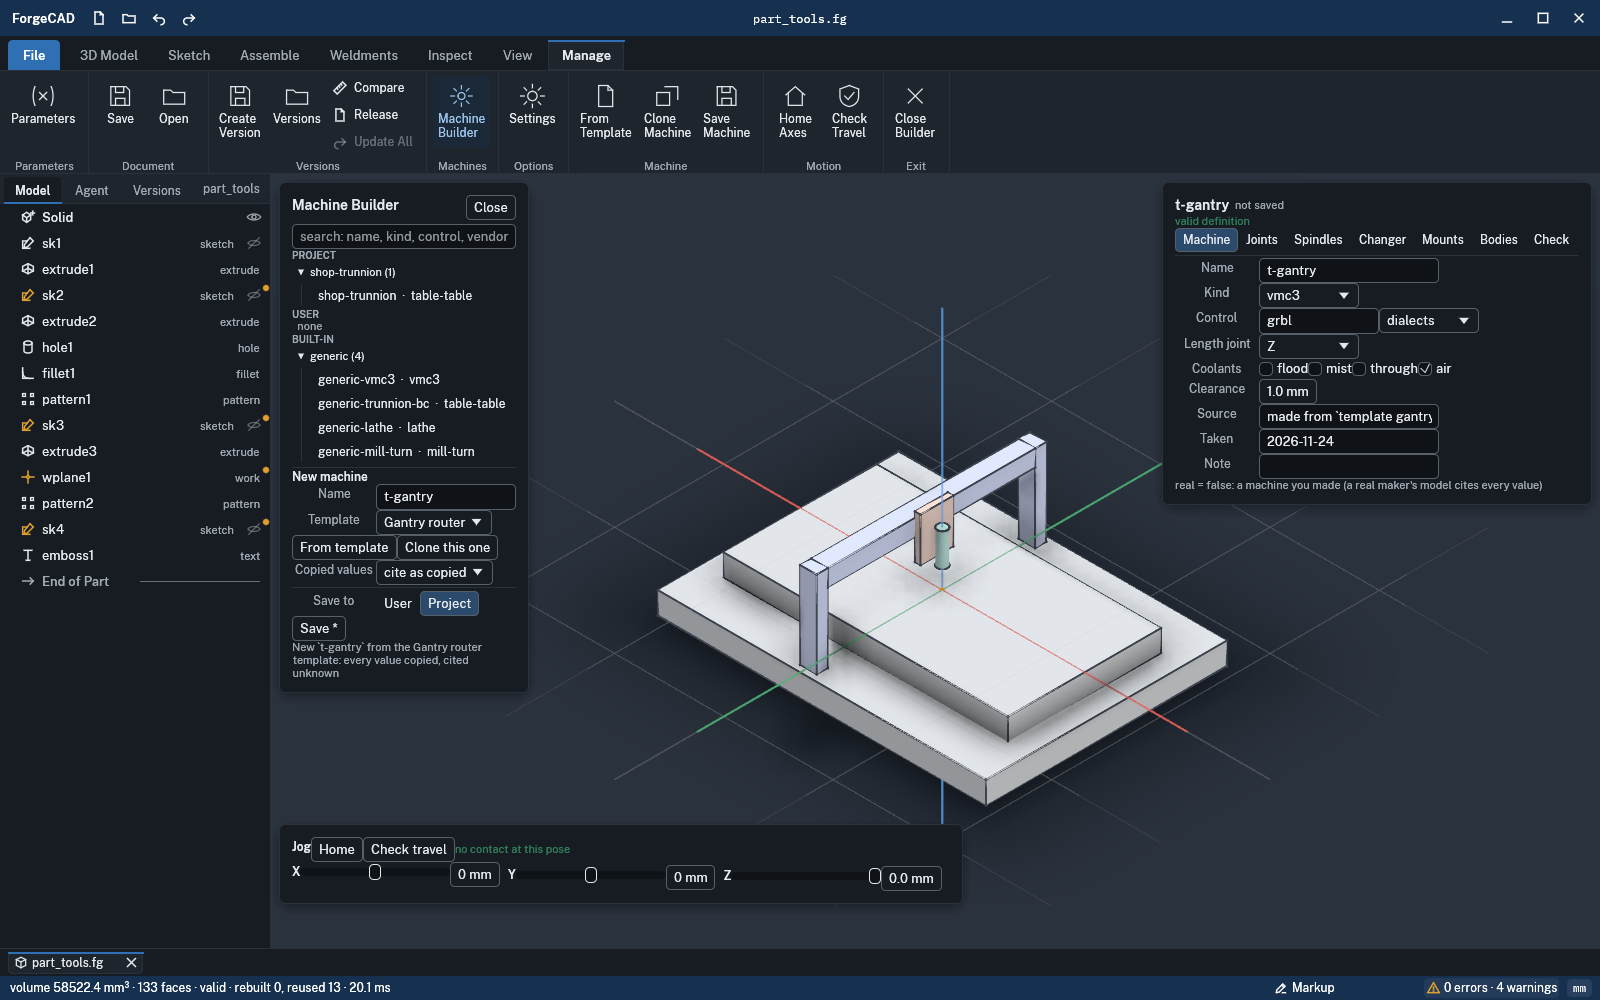 ForgeCAD
part_tools.fg
File 3D Model Sketch Assemble Weldments Inspect View Manage
Parameters
Save
Open
Create Version
Versions
Compare
Release
Update All
Machine Builder
Settings
From Template
Clone Machine
Save Machine
Home Axes
Check Travel
Close Builder
Parameters Document Versions Machines Options Machine Motion Exit
Model Agent Versions part_tools
Solid
sk1 sketch
extrude1 extrude
sk2 sketch
extrude2 extrude
hole1 hole
fillet1 fillet
pattern1 pattern
sk3 sketch
extrude3 extrude
wplane1 work
pattern2 pattern
sk4 sketch
emboss1 text
End of Part
Machine Builder Close
search: name, kind, control, vendor
PROJECT
shop-trunnion (1)
shop-trunnion · table-table
USER
none
BUILT-IN
generic (4)
generic-vmc3 · vmc3
generic-trunnion-bc · table-table
generic-lathe · lathe
generic-mill-turn · mill-turn
New machine
Name t-gantry
Template Gantry router
From template Clone this one
Copied values cite as copied
Save to User Project
Save *
New `t-gantry` from the Gantry router
template: every value copied, cited
unknown
t-gantry not saved
valid definition
Machine Joints Spindles Changer Mounts Bodies Check
Name t-gantry
Kind vmc3
Control grbl dialects
Length joint Z
Coolants flood mist through air
Clearance 1.0 mm
Source made from `template gantry
Taken 2026-11-24
Note
real = false: a machine you made (a real maker's model cites every value)
Jog Home Check travel no contact at this pose
X 0 mm Y 0 mm Z 0.0 mm
part_tools.fg
volume 58522.4 mm³ · 133 faces · valid · rebuilt 0, reused 13 · 20.1 ms
Markup
0 errors · 4 warnings
mm